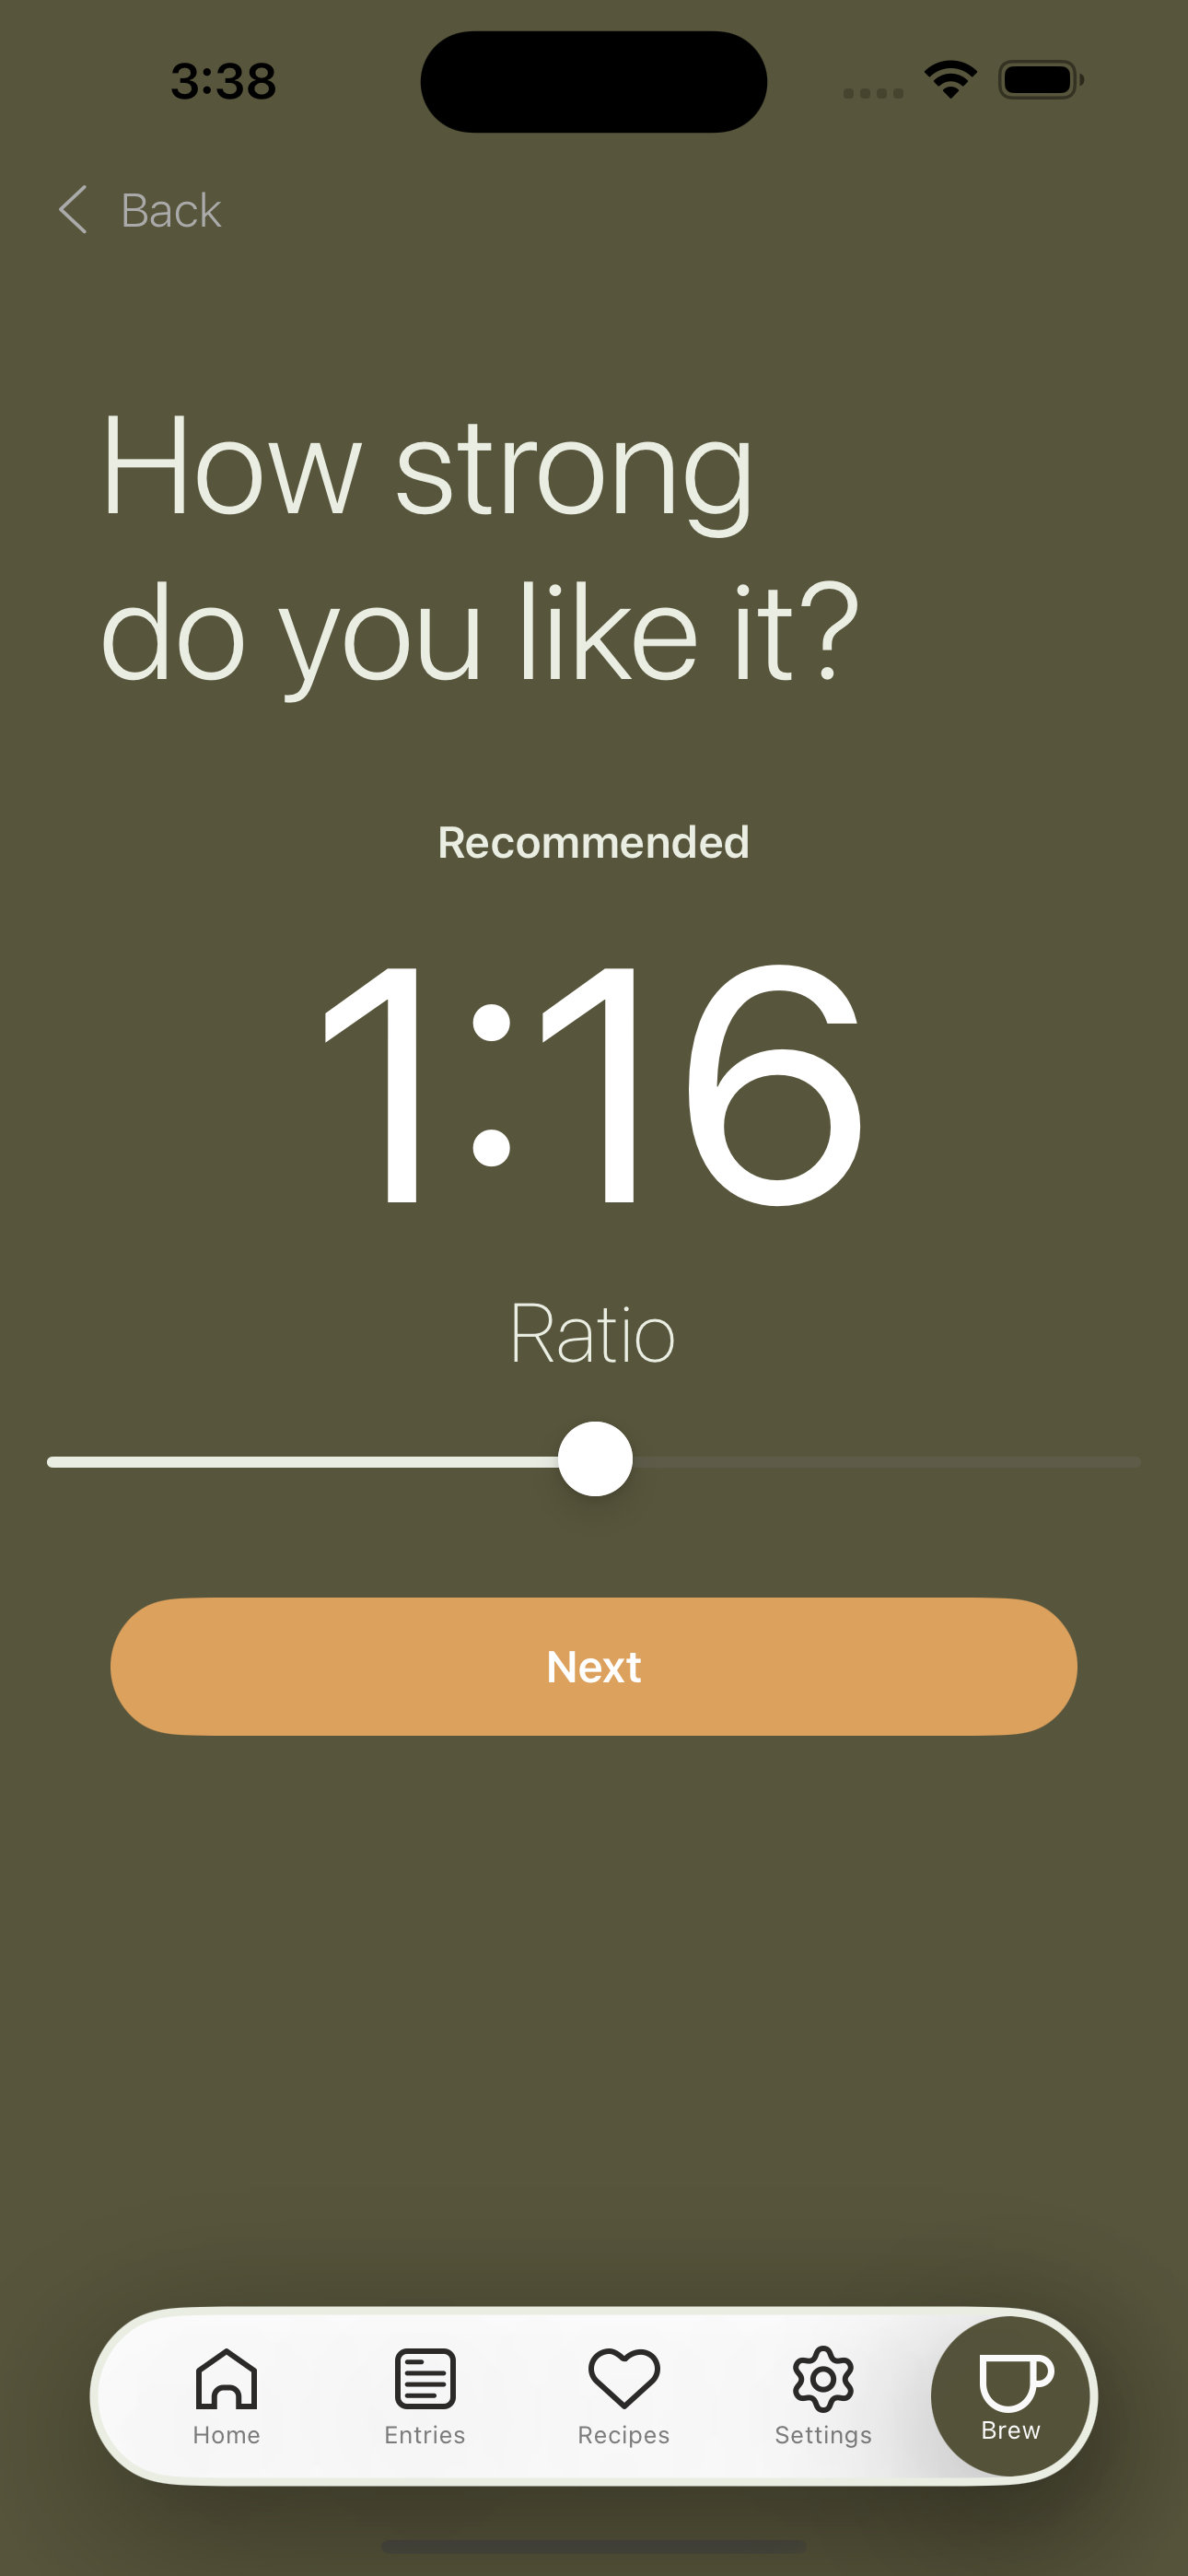 3:38
Back
How strong
do you like it?
Recommended
1:16
Ratio
Next
Home
Entries
Recipes
Settings
Brew